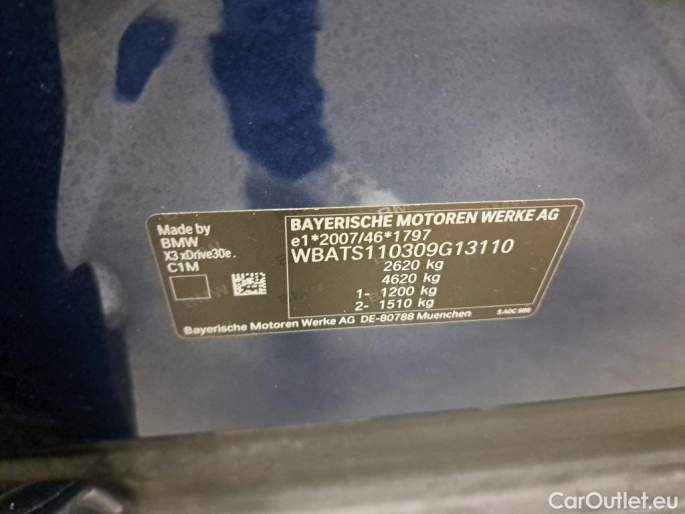 Made by
BMW
X3 xDrive30e.
C1M
BAYERISCHE MOTOREN WERKE AG
e1*2007/46*1797
WBATS110309G13110
2620 kg
4620 kg
1- 1200 kg
2- 1510 kg
Bayerische Motoren Werke AG DE-80788 Muenchen
CarOutlet.eu